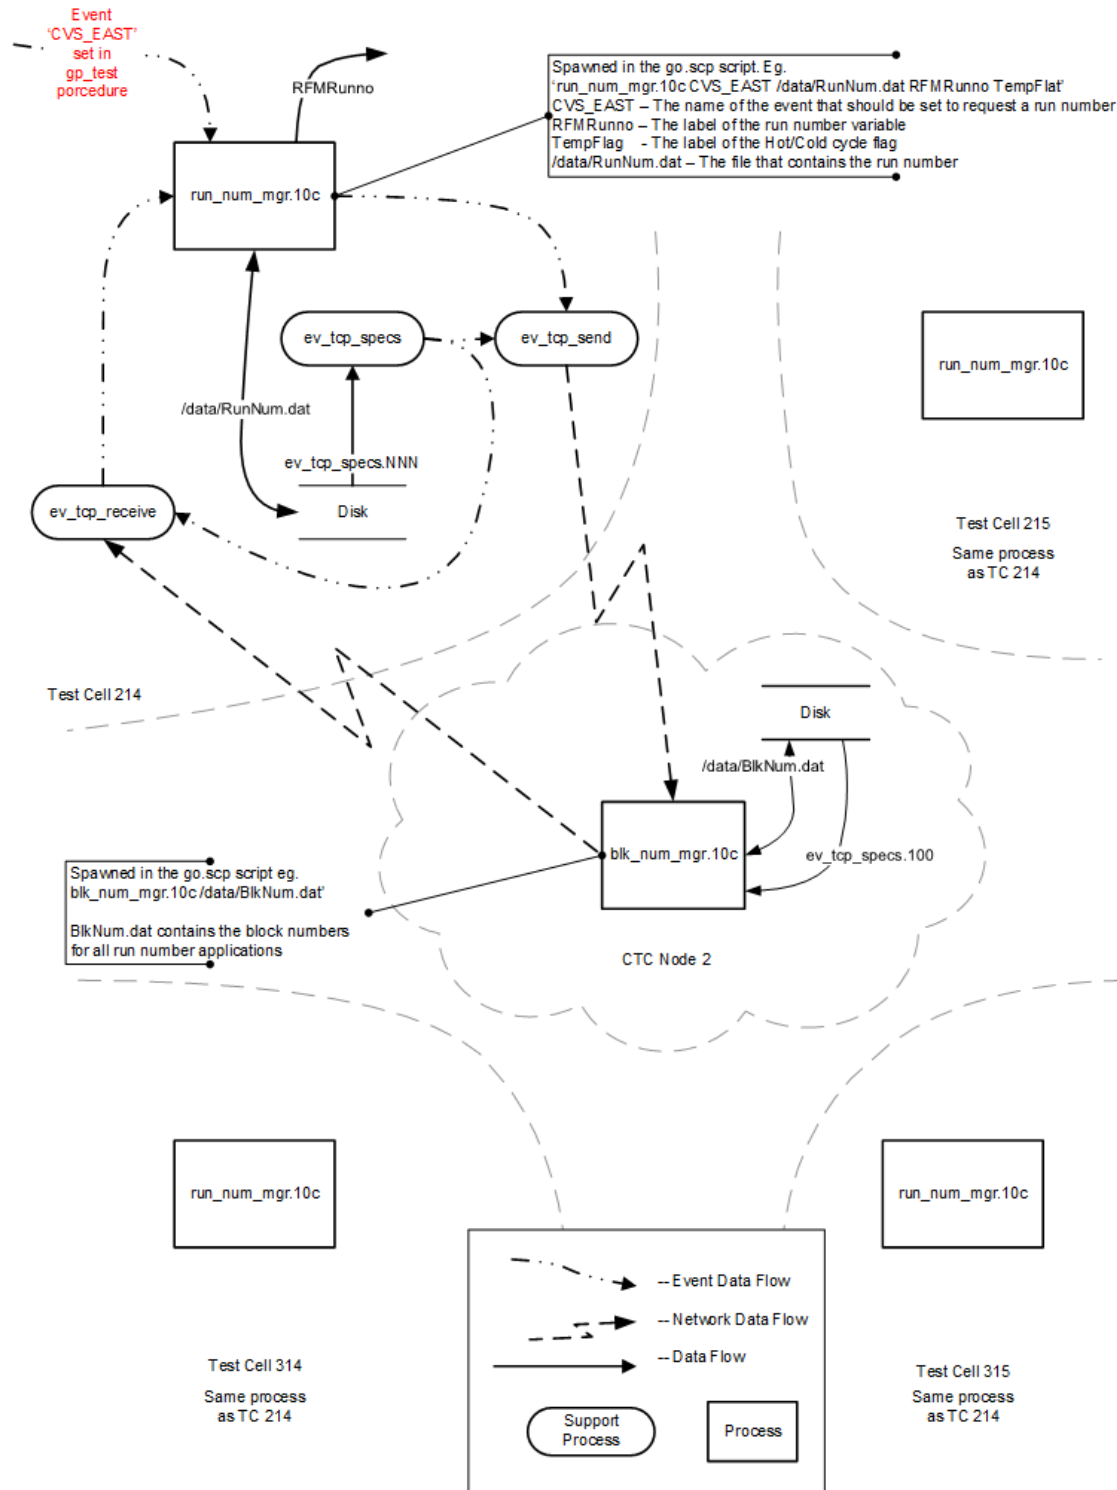 Event
‘CVS_EAST’
set in
gp_test
porcedure
RFMRunno
Spawned in the go.scp script. Eg.
‘run_num_mgr.10c CVS_EAST /data/RunNum.dat RFMRunno TempFlat’
CVS_EAST – The name of the event that should be set to request a run number
RFMRunno – The label of the run number variable
TempFlag - The label of the Hot/Cold cycle flag
/data/RunNum.dat – The file that contains the run number
run_num_mgr.10c
ev_tcp_specs
ev_tcp_send
run_num_mgr.10c
/data/RunNum.dat
ev_tcp_specs.NNN
ev_tcp_receive
Disk
Test Cell 215
Same process
as TC 214
Test Cell 214
Disk
/data/BlkNum.dat
blk_num_mgr.10c
ev_tcp_specs.100
Spawned in the go.scp script eg.
blk_num_mgr.10c /data/BlkNum.dat’
BlkNum.dat contains the block numbers
for all run number applications
CTC Node 2
run_num_mgr.10c
run_num_mgr.10c
-- Event Data Flow
-- Network Data Flow
-- Data Flow
Support
Process
Process
Test Cell 314
Same process
as TC 214
Test Cell 315
Same process
as TC 214